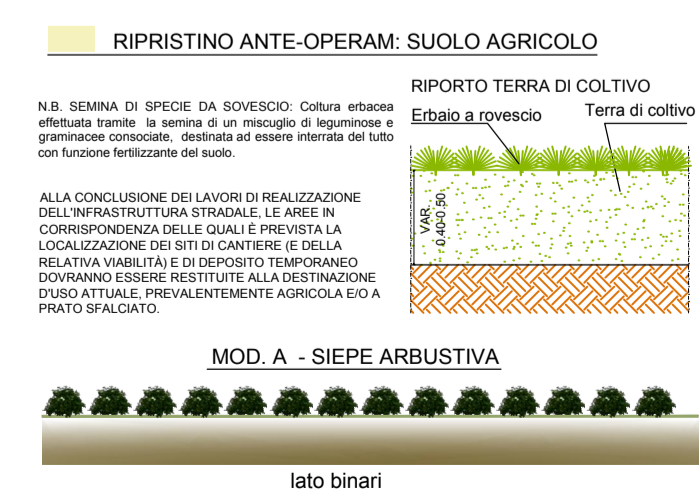 RIPRISTINO ANTE-OPERAM: SUOLO AGRICOLO
N.B. SEMINA DI SPECIE DA SOVESCIO: Coltura erbacea
effettuata tramite la semina di un miscuglio di leguminose e
graminacee consociate, destinata ad essere interrata del tutto
con funzione fertilizzante del suolo.
ALLA CONCLUSIONE DEI LAVORI DI REALIZZAZIONE
DELL'INFRASTRUTTURA STRADALE, LE AREE IN
CORRISPONDENZA DELLE QUALI È PREVISTA LA
LOCALIZZAZIONE DEI SITI DI CANTIERE (E DELLA
RELATIVA VIABILITÀ) E DI DEPOSITO TEMPORANEO
DOVRANNO ESSERE RESTITUITE ALLA DESTINAZIONE
D'USO ATTUALE, PREVALENTEMENTE AGRICOLA E/O A
PRATO SFALCIATO.
RIPORTO TERRA DI COLTIVO
Erbaio a rovescio
Terra di coltivo
VAR.
0.40-0.50
MOD. A - SIEPE ARBUSTIVA
lato binari